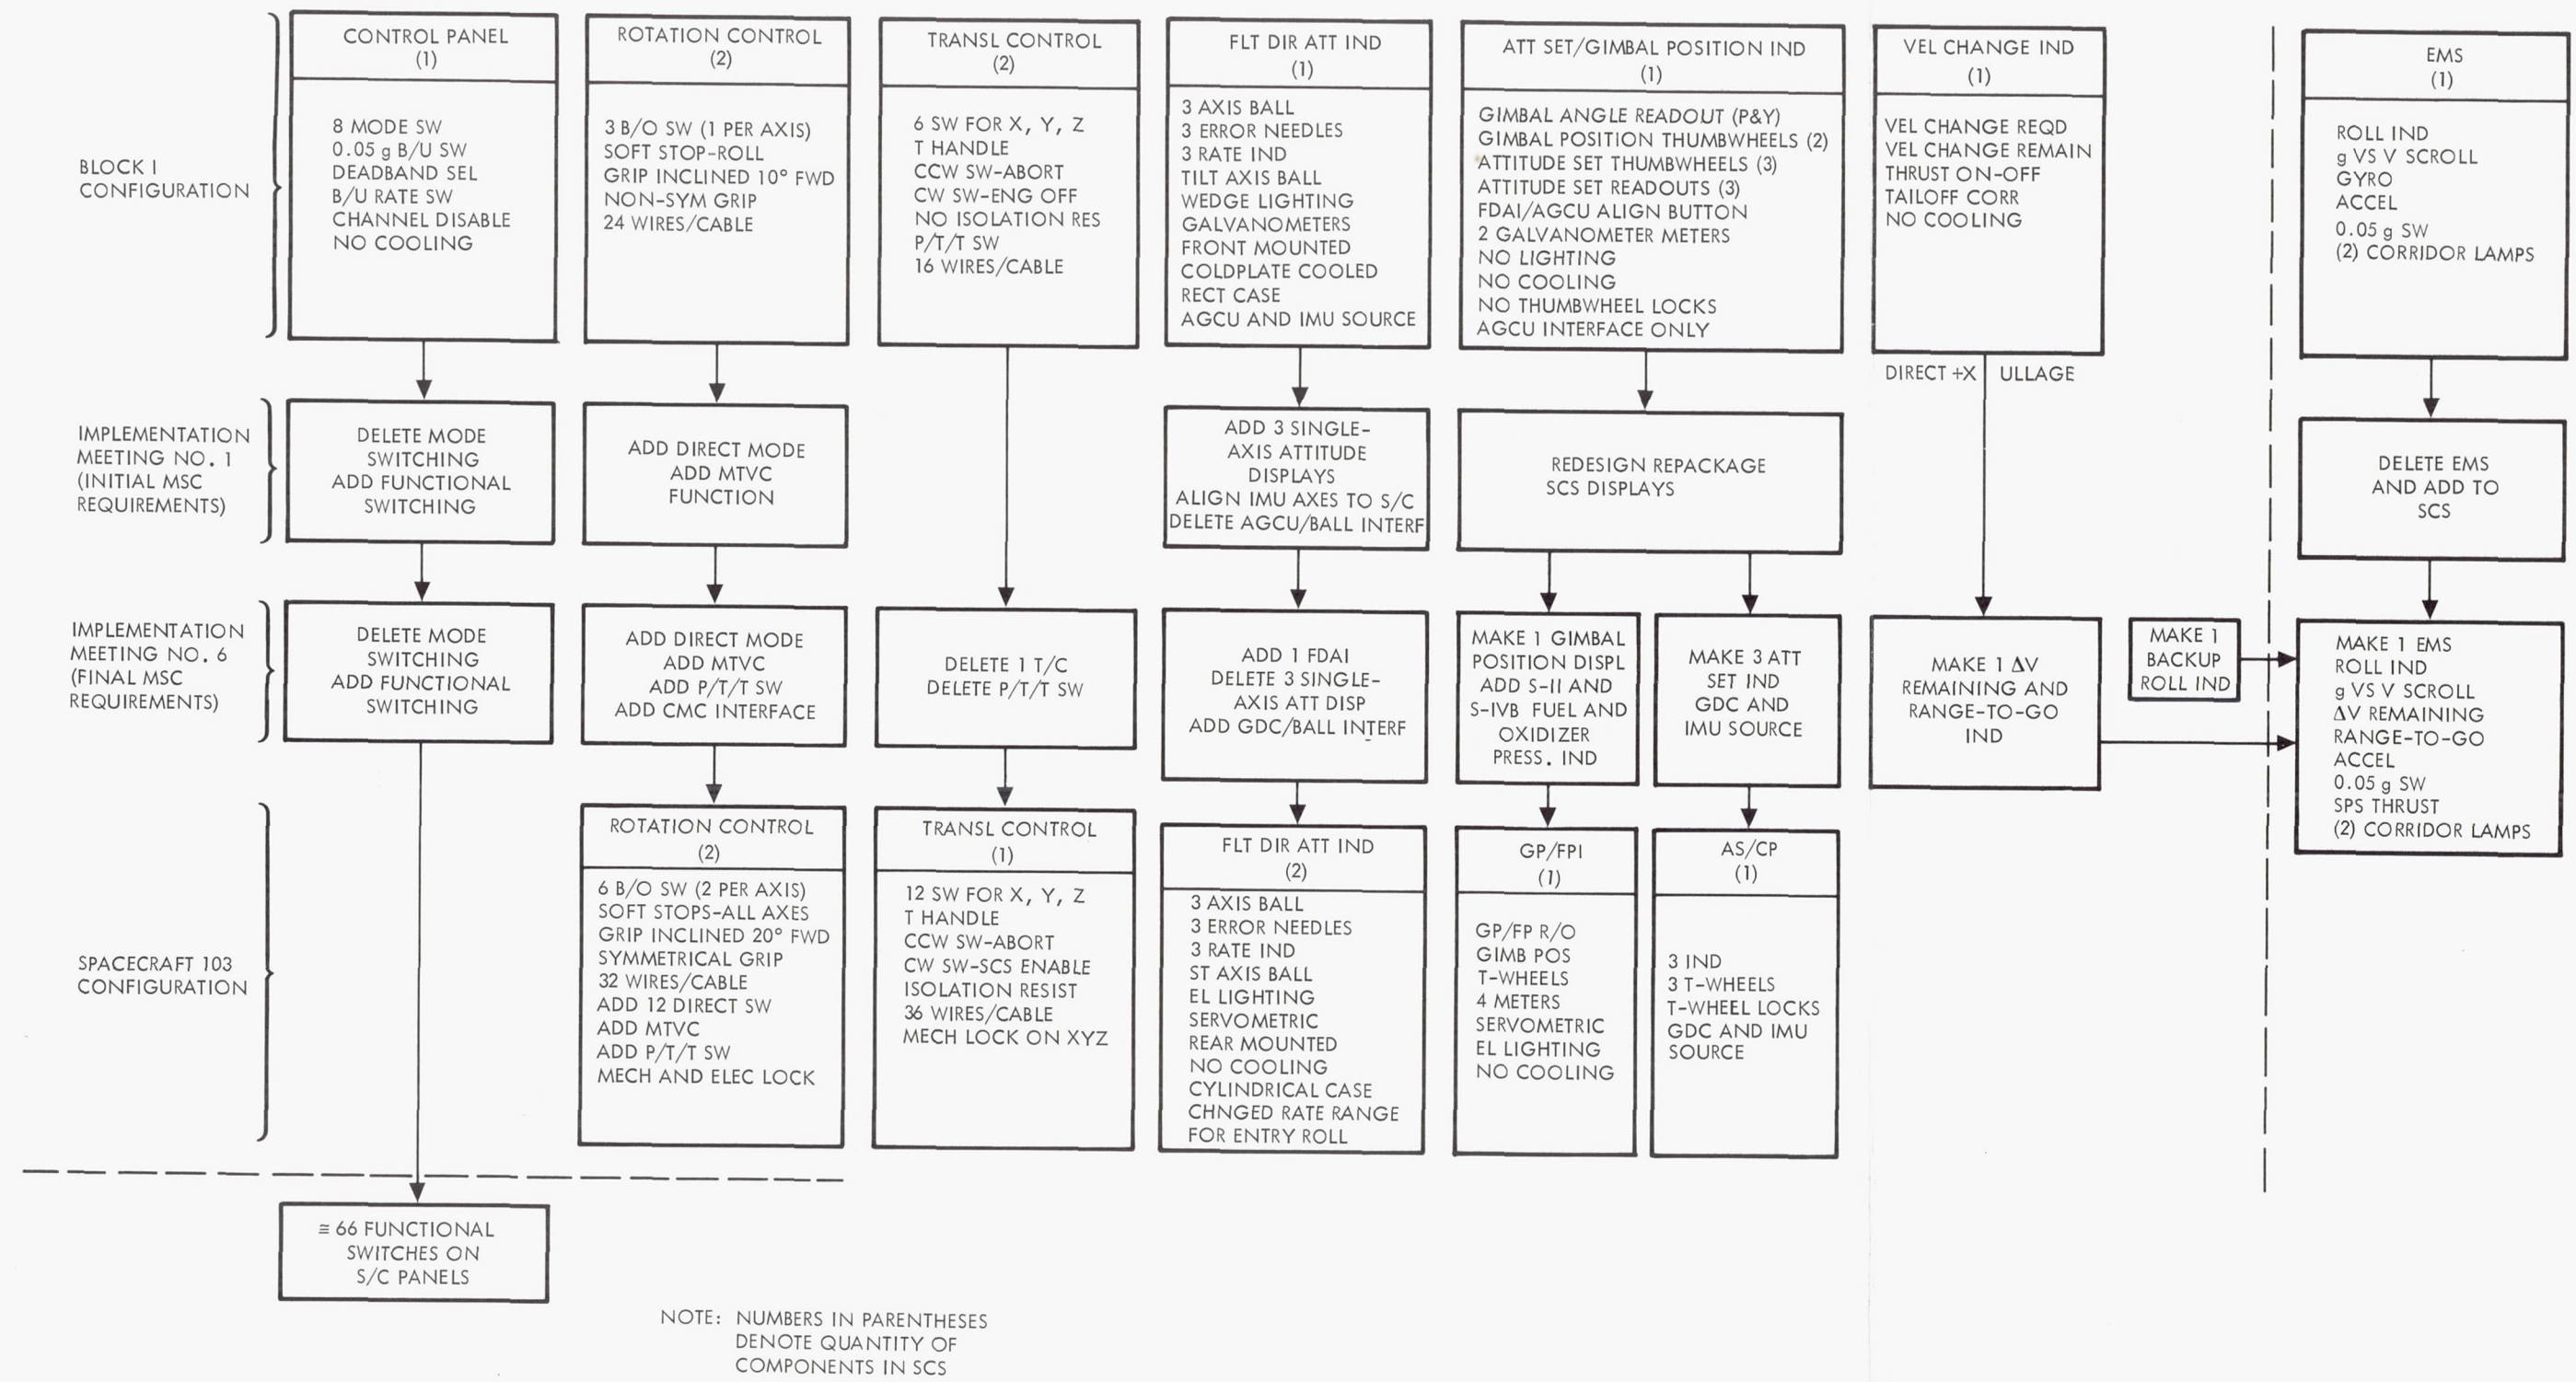 BLOCK I
CONFIGURATION
CONTROL PANEL
(1)
8 MODE SW
0.05 g B/U SW
DEADBAND SEL
B/U RATE SW
CHANNEL DISABLE
NO COOLING
ROTATION CONTROL
(2)
3 B/O SW (1 PER AXIS)
SOFT STOP-ROLL
GRIP INCLINED 10° FWD
NON-SYM GRIP
24 WIRES/CABLE
TRANSL CONTROL
(2)
6 SW FOR X, Y, Z
T HANDLE
CCW SW-ABORT
CW SW-ENG OFF
NO ISOLATION RES
P/T/T SW
16 WIRES/CABLE
FLT DIR ATT IND
(1)
3 AXIS BALL
3 ERROR NEEDLES
3 RATE IND
TILT AXIS BALL
WEDGE LIGHTING
GALVANOMETERS
FRONT MOUNTED
COLDPLATE COOLED
RECT CASE
AGCU AND IMU SOURCE
ATT SET/GIMBAL POSITION IND
(1)
GIMBAL ANGLE READOUT (P&Y)
GIMBAL POSITION THUMBWHEELS (2)
ATTITUDE SET THUMBWHEELS (3)
ATTITUDE SET READOUTS (3)
FDAI/AGCU ALIGN BUTTON
2 GALVANOMETER METERS
NO LIGHTING
NO COOLING
NO THUMBWHEEL LOCKS
AGCU INTERFACE ONLY
VEL CHANGE IND
(1)
VEL CHANGE REQD
VEL CHANGE REMAIN
THRUST ON-OFF
TAILOFF CORR
NO COOLING
DIRECT +X ULLAGE
EMS
(1)
ROLL IND
g VS V SCROLL
GYRO
ACCEL
0.05 g SW
(2) CORRIDOR LAMPS
IMPLEMENTATION
MEETING NO. 1
(INITIAL MSC
REQUIREMENTS)
DELETE MODE
SWITCHING
ADD FUNCTIONAL
SWITCHING
ADD DIRECT MODE
ADD MTVC
FUNCTION
ADD 3 SINGLE-
AXIS ATTITUDE
DISPLAYS
ALIGN IMU AXES TO S/C
DELETE AGCU/BALL INTERF
REDESIGN REPACKAGE
SCS DISPLAYS
DELETE EMS
AND ADD TO
SCS
IMPLEMENTATION
MEETING NO. 6
(FINAL MSC
REQUIREMENTS)
DELETE MODE
SWITCHING
ADD FUNCTIONAL
SWITCHING
ADD DIRECT MODE
ADD MTVC
ADD P/T/T SW
ADD CMC INTERFACE
DELETE 1 T/C
DELETE P/T/T SW
ADD 1 FDAI
DELETE 3 SINGLE-
AXIS ATT DISP
ADD GDC/BALL INTERF
MAKE 1 GIMBAL
POSITION DISPL
ADD S-II AND
S-IVB FUEL AND
OXIDIZER
PRESS. IND
MAKE 3 ATT
SET IND
GDC AND
IMU SOURCE
MAKE 1 ΔV
REMAINING AND
RANGE-TO-GO
IND
MAKE 1
BACKUP
ROLL IND
MAKE 1 EMS
ROLL IND
g VS V SCROLL
ΔV REMAINING
RANGE-TO-GO
ACCEL
0.05 g SW
SPS THRUST
(2) CORRIDOR LAMPS
SPACECRAFT 103
CONFIGURATION
ROTATION CONTROL
(2)
6 B/O SW (2 PER AXIS)
SOFT STOPS-ALL AXES
GRIP INCLINED 20° FWD
SYMMETRICAL GRIP
32 WIRES/CABLE
ADD 12 DIRECT SW
ADD MTVC
ADD P/T/T SW
MECH AND ELEC LOCK
TRANSL CONTROL
(1)
12 SW FOR X, Y, Z
T HANDLE
CCW SW-ABORT
CW SW-SCS ENABLE
ISOLATION RESIST
36 WIRES/CABLE
MECH LOCK ON XYZ
FLT DIR ATT IND
(2)
3 AXIS BALL
3 ERROR NEEDLES
3 RATE IND
ST AXIS BALL
EL LIGHTING
SERVOMETRIC
REAR MOUNTED
NO COOLING
CYLINDRICAL CASE
CHNGED RATE RANGE
FOR ENTRY ROLL
GP/FPI
(1)
GP/FP R/O
GIMB POS
T-WHEELS
4 METERS
SERVOMETRIC
EL LIGHTING
NO COOLING
AS/CP
(1)
3 IND
3 T-WHEELS
T-WHEEL LOCKS
GDC AND IMU
SOURCE
≅ 66 FUNCTIONAL
SWITCHES ON
S/C PANELS
NOTE: NUMBERS IN PARENTHESES
DENOTE QUANTITY OF
COMPONENTS IN SCS